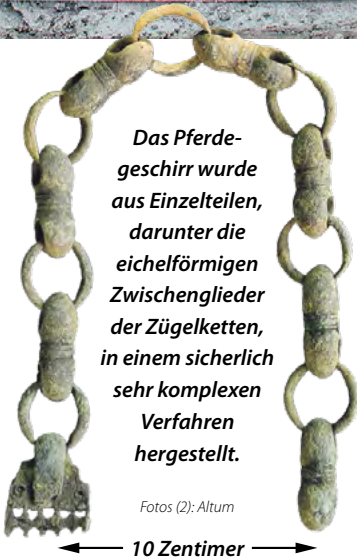 Das Pferde-
geschirr wurde
aus Einzelteilen,
darunter die
eichelförmigen
Zwischenglieder
der Zügelketten,
in einem sicherlich
sehr komplexen
Verfahren
hergestellt.
Fotos (2): Altum
10 Zentimer